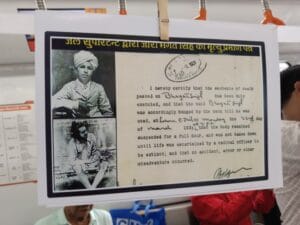 जेल सुपरिटेंडेंट द्वारा जारी भगत सिंह का मृत्यु प्रमाण पत्र
I hereby certify that the sentence of death
passed on Bhagat Singh has been duly
executed, and that the said Bhagat Singh
was accordingly hanged by the neck till he was
dead, at Lahore C. Jail on Monday the 23rd day
of March 1931; that the body remained
suspended for a full hour, and was not taken down
until life was ascertained by a medical officer to
be extinct; and that no accident, error or other
misadventure occurred.